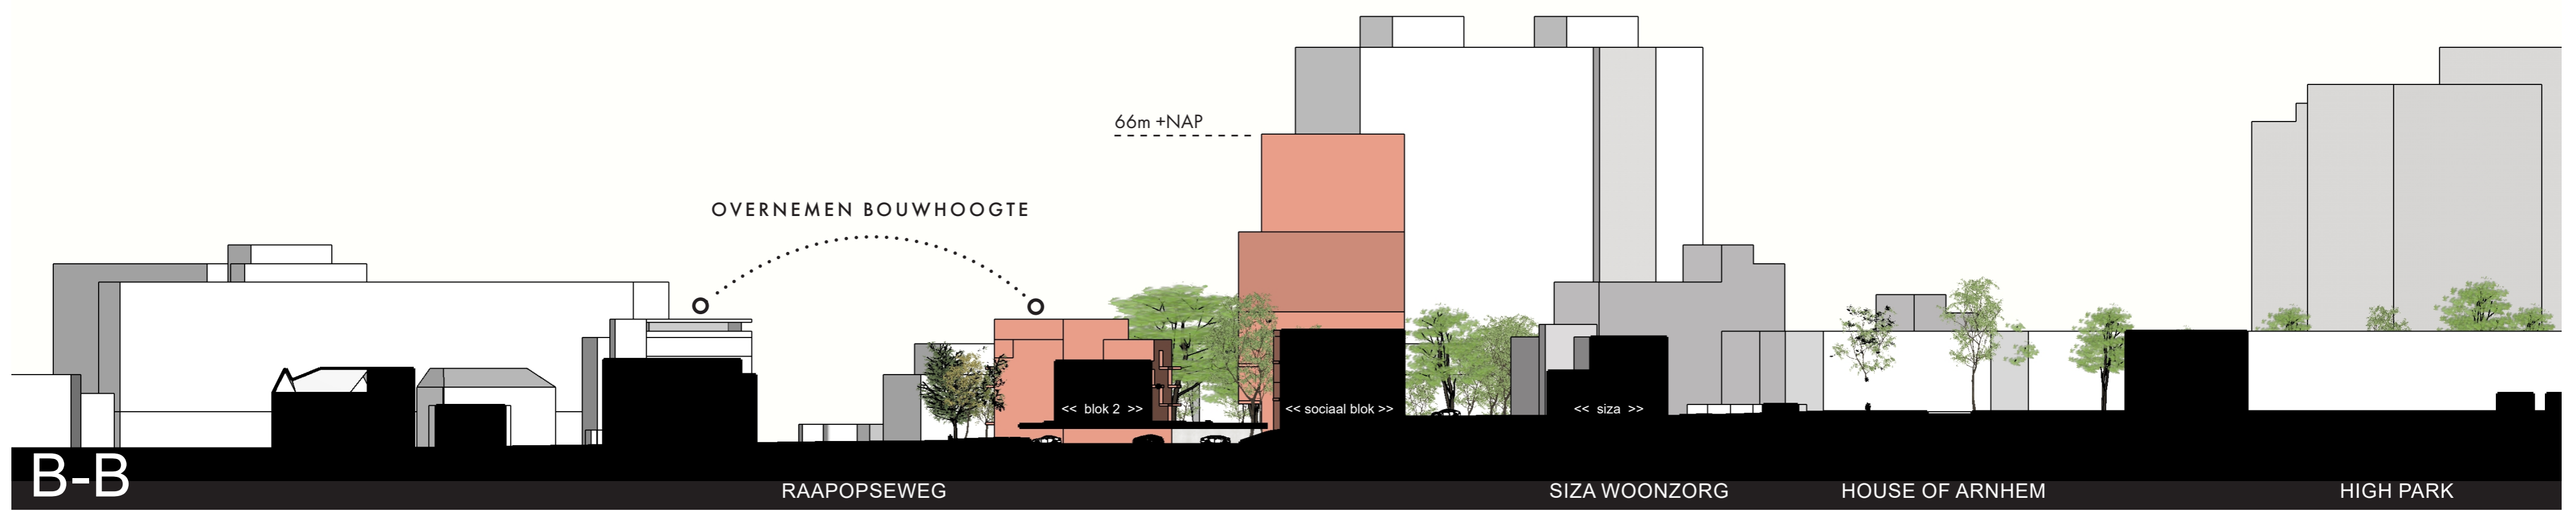 66m +NAP
OVERNEMEN BOUWHOOGTE
<< blok 2 >>
<< sociaal blok >>
<< siza >>
B-B
RAAPOPSEWEG
SIZA WOONZORG
HOUSE OF ARNHEM
HIGH PARK